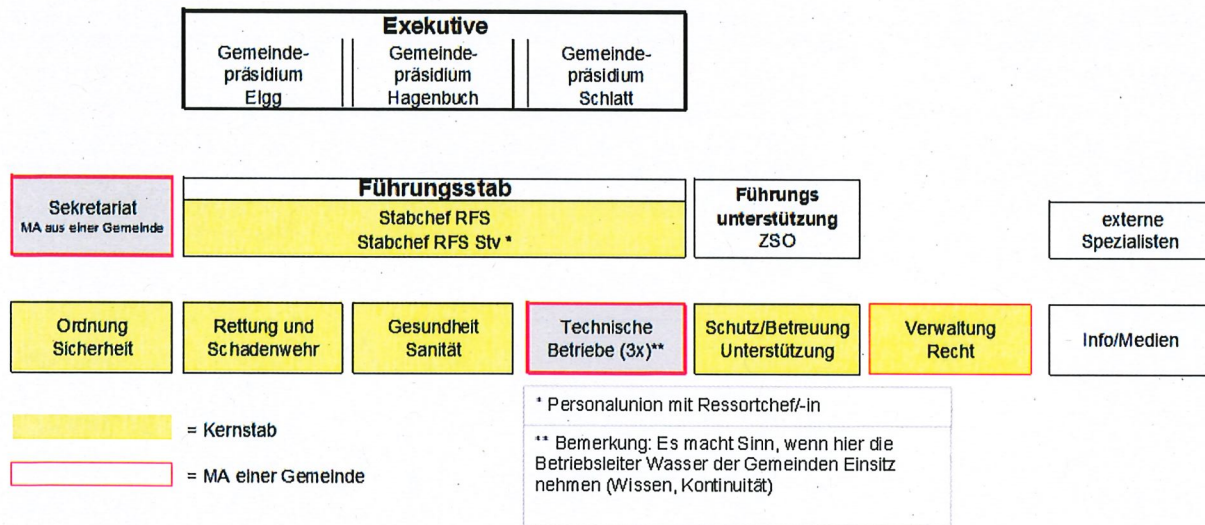 Exekutive
Gemeinde-
präsidium
Elgg
Gemeinde-
präsidium
Hagenbuch
Gemeinde-
präsidium
Schlatt
Sekretariat
MA aus einer Gemeinde
Führungsstab
Stabchef RFS
Stabchef RFS Stv *
Führungs
unterstützung
ZSO
externe
Spezialisten
Ordnung
Sicherheit
Rettung und
Schadenwehr
Gesundheit
Sanität
Technische
Betriebe (3x)**
Schutz/Betreuung
Unterstützung
Verwaltung
Recht
Info/Medien
= Kernstab
= MA einer Gemeinde
* Personalunion mit Ressortchef/-in
** Bemerkung: Es macht Sinn, wenn hier die
Betriebsleiter Wasser der Gemeinden Einsitz
nehmen (Wissen, Kontinuität)